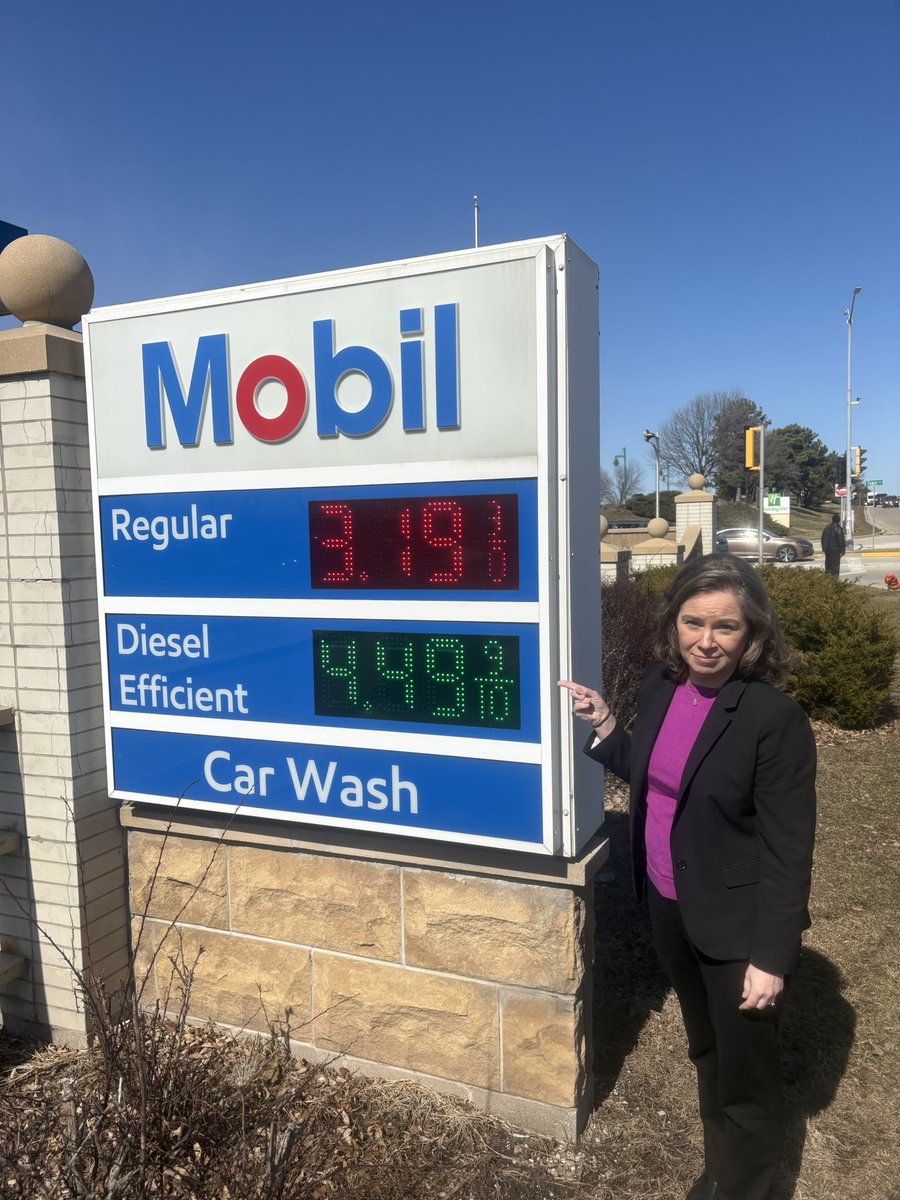 Mobil
Regular 3.19 9/10
Diesel
Efficient 4.49 9/10
Car Wash